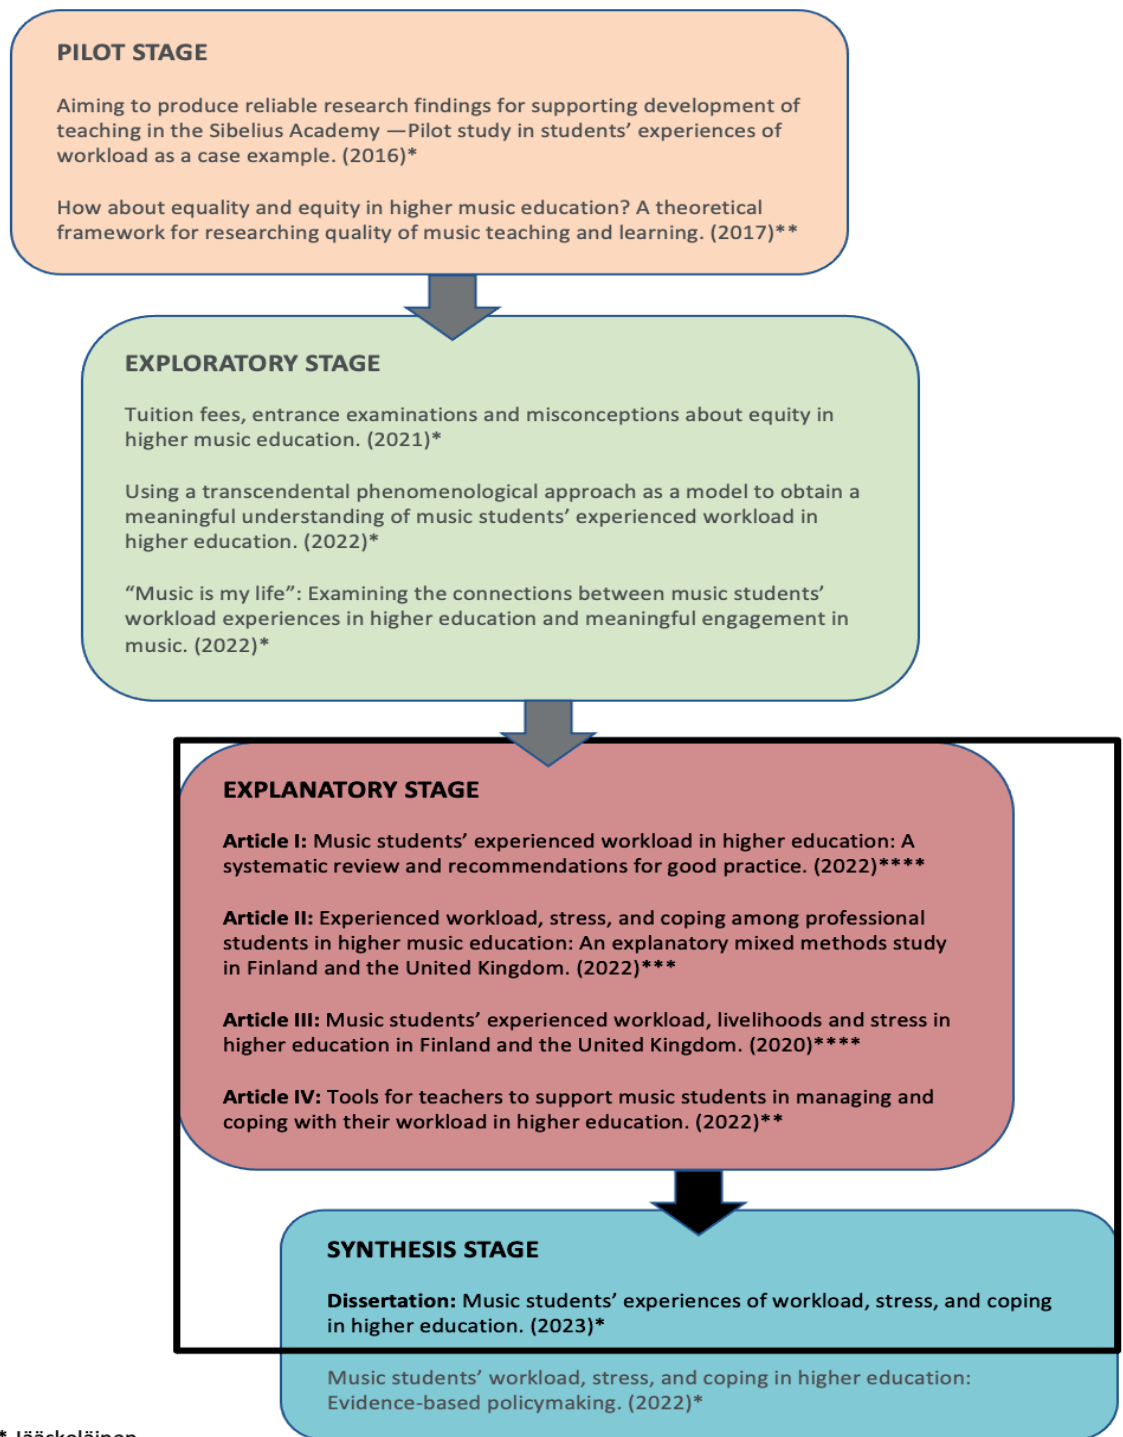 PILOT STAGE
Aiming to produce reliable research findings for supporting development of
teaching in the Sibelius Academy —Pilot study in students’ experiences of
workload as a case example. (2016)*
How about equality and equity in higher music education? A theoretical
framework for researching quality of music teaching and learning. (2017)**
EXPLORATORY STAGE
Tuition fees, entrance examinations and misconceptions about equity in
higher music education. (2021)*
Using a transcendental phenomenological approach as a model to obtain a
meaningful understanding of music students’ experienced workload in
higher education. (2022)*
“Music is my life”: Examining the connections between music students’
workload experiences in higher education and meaningful engagement in
music. (2022)*
EXPLANATORY STAGE
Article I: Music students’ experienced workload in higher education: A
systematic review and recommendations for good practice. (2022)****
Article II: Experienced workload, stress, and coping among professional
students in higher music education: An explanatory mixed methods study
in Finland and the United Kingdom. (2022)***
Article III: Music students’ experienced workload, livelihoods and stress in
higher education in Finland and the United Kingdom. (2020)****
Article IV: Tools for teachers to support music students in managing and
coping with their workload in higher education. (2022)**
SYNTHESIS STAGE
Dissertation: Music students’ experiences of workload, stress, and coping
in higher education. (2023)*
Music students’ workload, stress, and coping in higher education:
Evidence-based policymaking. (2022)*
* Jääskeläinen